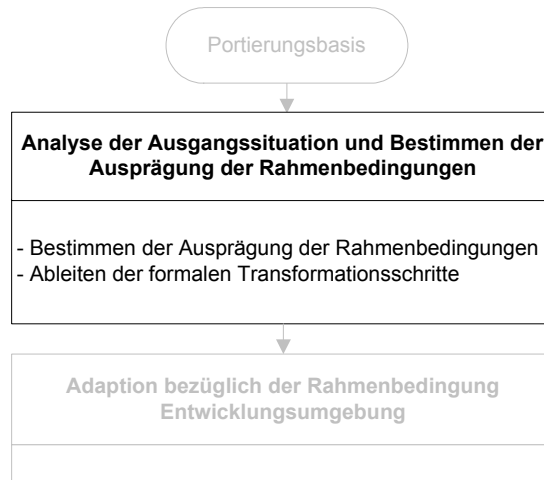 Portierungsbasis
Analyse der Ausgangssituation und Bestimmen der
Ausprägung der Rahmenbedingungen
- Bestimmen der Ausprägung der Rahmenbedingungen
- Ableiten der formalen Transformationsschritte
Adaption bezüglich der Rahmenbedingung
Entwicklungsumgebung